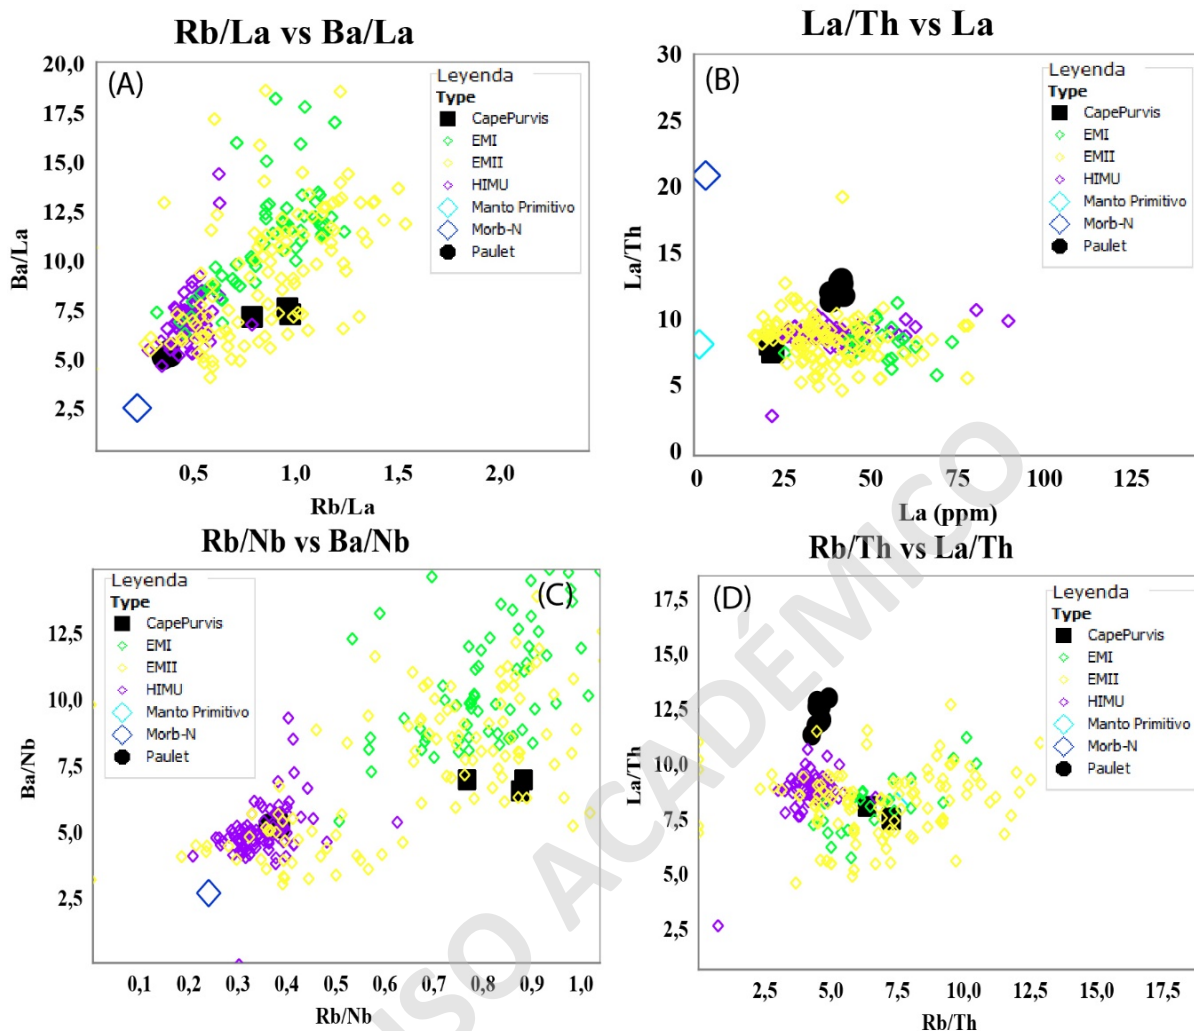 Rb/La vs Ba/La
(A)
Ba/La
20,0
17,5
15,0
12,5
10,0
7,5
5,0
2,5
0,5 1,0 1,5 2,0
Rb/La
Leyenda
Type
CapePurvis
EMI
EMII
HIMU
Manto Primitivo
Morb-N
Paulet
La/Th vs La
(B)
La/Th
30
25
20
15
10
5
0
0 25 50 75 100 125
La (ppm)
Leyenda
Type
CapePurvis
EMI
EMII
HIMU
Manto Primitivo
Morb-N
Paulet
Rb/Nb vs Ba/Nb
(C)
Ba/Nb
12,5
10,0
7,5
5,0
2,5
0,1 0,2 0,3 0,4 0,5 0,6 0,7 0,8 0,9 1,0
Rb/Nb
Leyenda
Type
CapePurvis
EMI
EMII
HIMU
Manto Primitivo
Morb-N
Paulet
Rb/Th vs La/Th
(D)
La/Th
17,5
15,0
12,5
10,0
7,5
5,0
2,5
2,5 5,0 7,5 10,0 12,5 15,0 17,5
Rb/Th
Leyenda
Type
CapePurvis
EMI
EMII
HIMU
Manto Primitivo
Morb-N
Paulet
USO ACADÉMICO